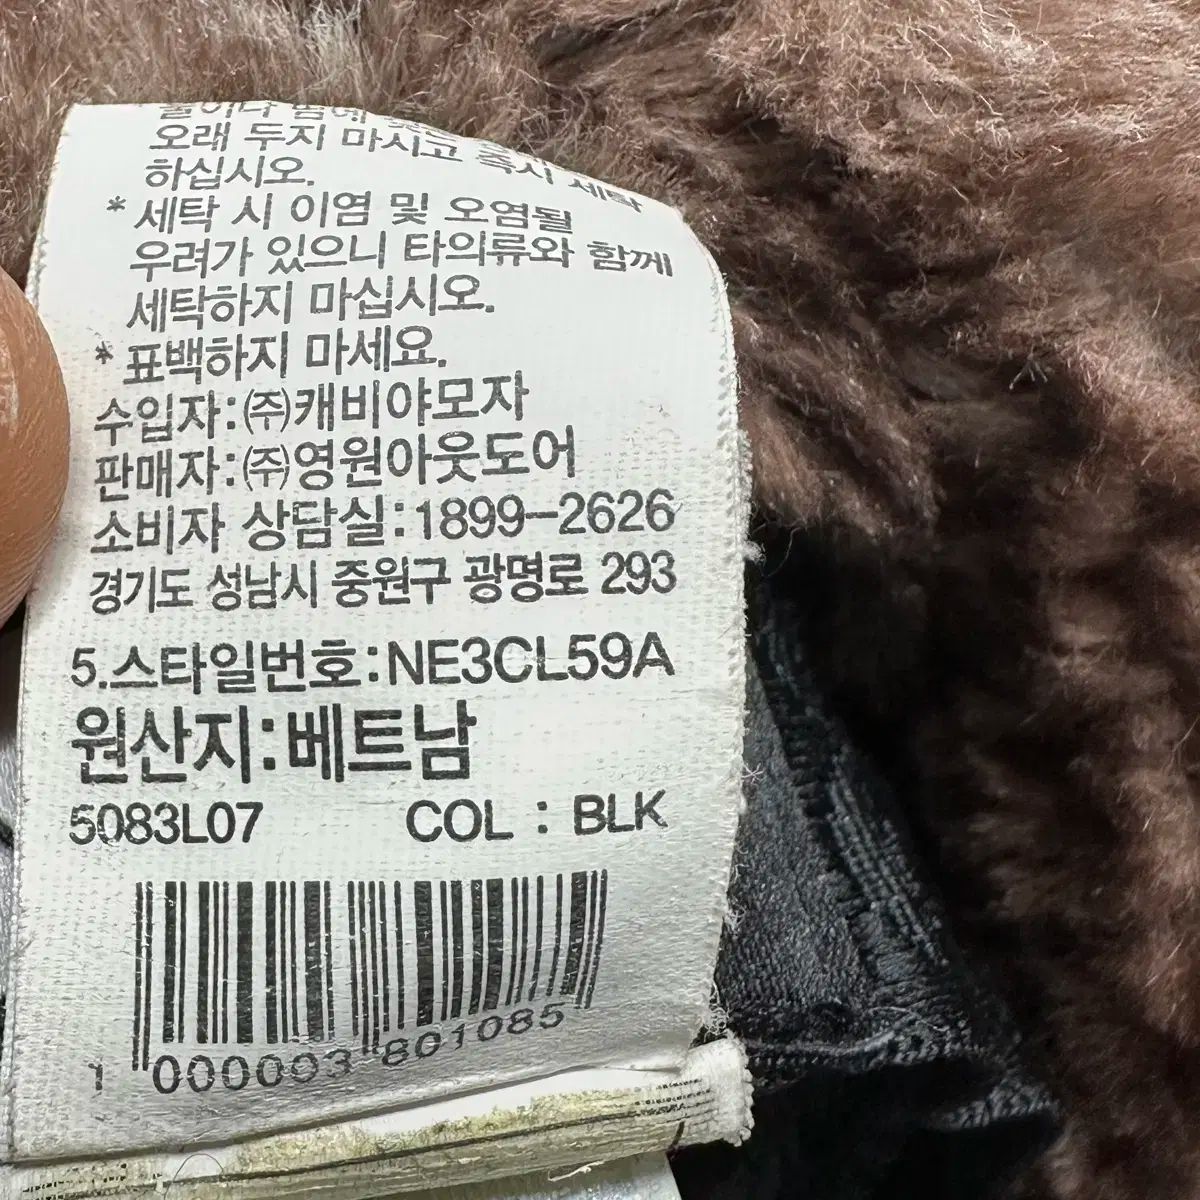 오래 두지 마시고 즉시 세탁
하십시오.
* 세탁 시 이염 및 오염될
우려가 있으니 타의류와 함께
세탁하지 마십시오.
* 표백하지 마세요.
수입자:㈜캐비야모자
판매자:㈜영원아웃도어
소비자 상담실:1899-2626
경기도 성남시 중원구 광명로 293
5.스타일번호:NE3CL59A
원산지:베트남
5083L07 COL : BLK
1 000003 801085